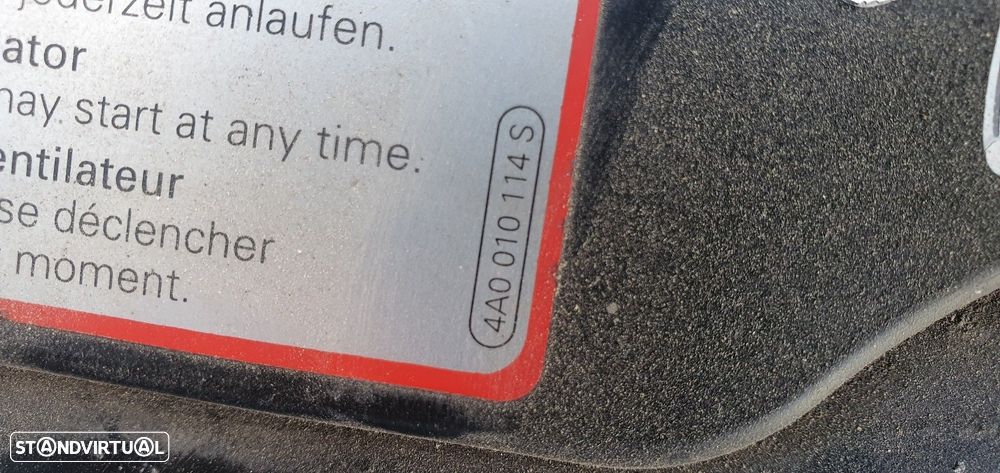 jederzeit anlaufen.
ator
may start at any time.
entilateur
se déclencher
moment.
4A0 010 114 S
STANDVIRTUAL